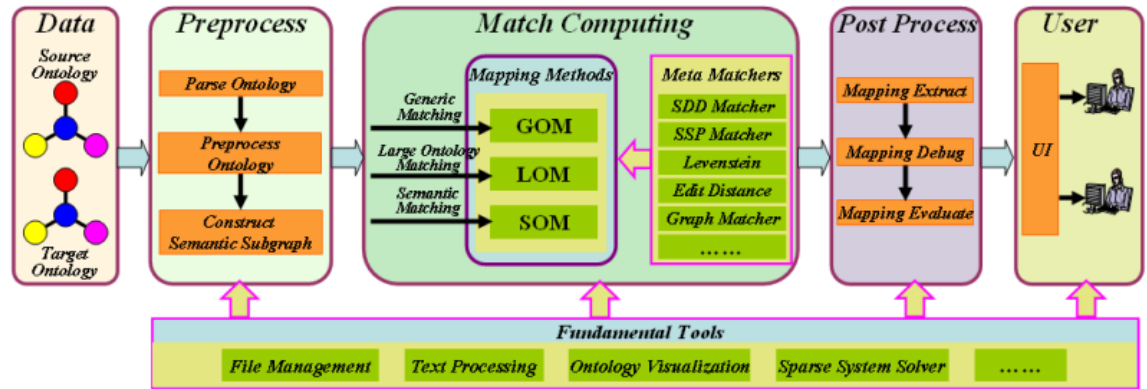 Data
Source
Ontology
Target
Ontology
Preprocess
Parse Ontology
Preprocess
Ontology
Construct
Semantic Subgraph
Match Computing
Generic
Matching
Large Ontology
Matching
Semantic
Matching
Mapping Methods
GOM
LOM
SOM
Meta Matchers
SDD Matcher
SSP Matcher
Levenstein
Edit Distance
Graph Matcher
……
Post Process
Mapping Extract
Mapping Debug
Mapping Evaluate
User
UI
Fundamental Tools
File Management
Text Processing
Ontology Visualization
Sparse System Solver
……